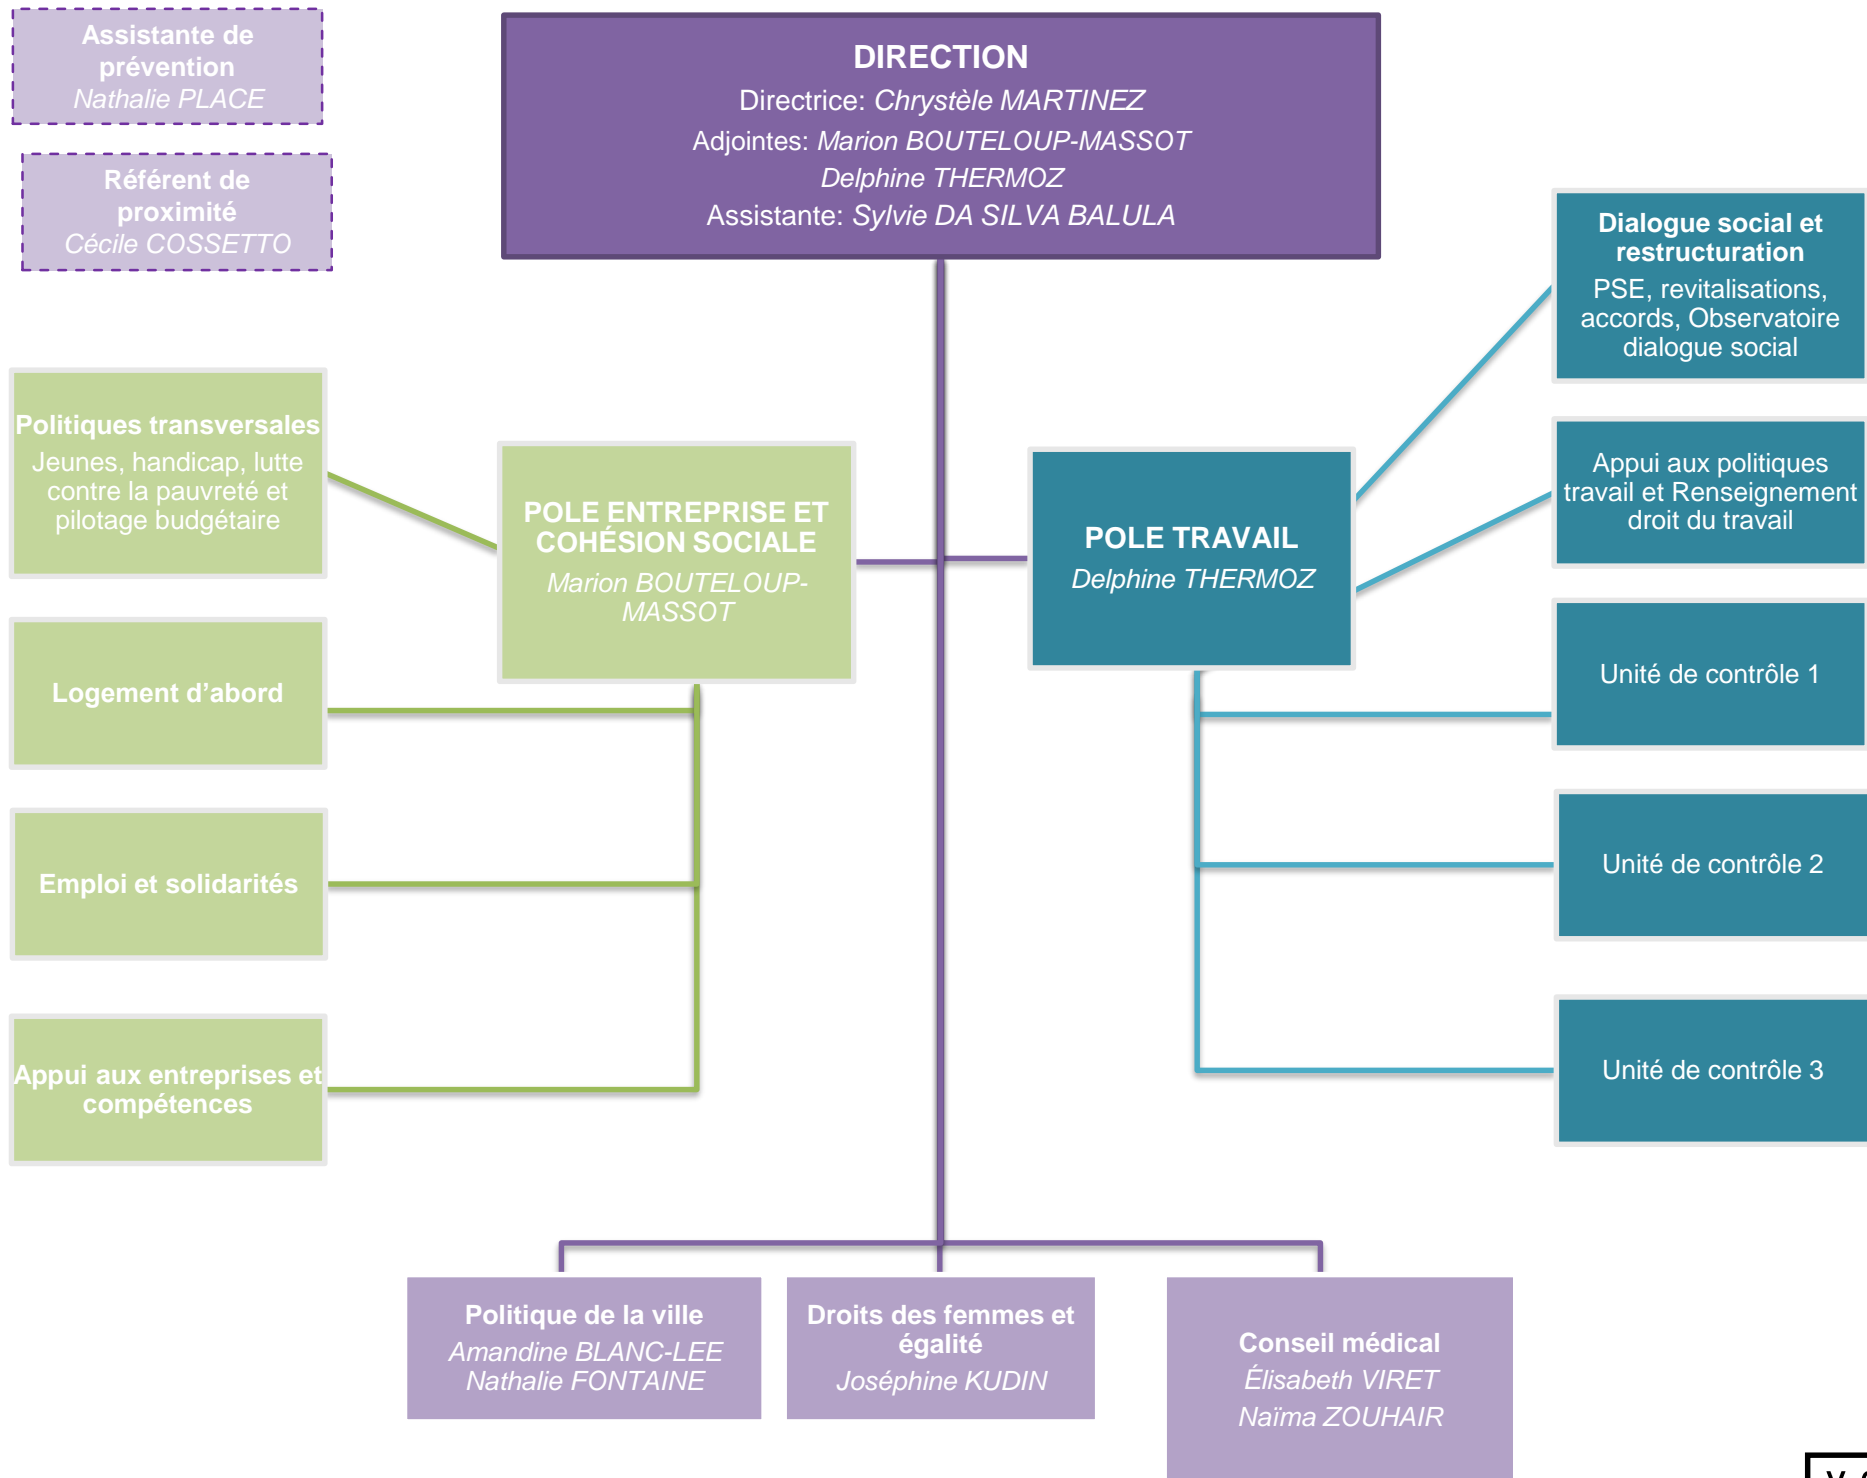 Assistante de
prévention
Nathalie PLACE
Référent de
proximité
Cécile COSSETTO
DIRECTION
Directrice: Chrystèle MARTINEZ
Adjointes: Marion BOUTELOUP-MASSOT
Delphine THERMOZ
Assistante: Sylvie DA SILVA BALULA
Politiques transversales
Jeunes, handicap, lutte
contre la pauvreté et
pilotage budgétaire
Logement d’abord
Emploi et solidarités
Appui aux entreprises et
compétences
POLE ENTREPRISE ET
COHÉSION SOCIALE
Marion BOUTELOUP-
MASSOT
POLE TRAVAIL
Delphine THERMOZ
Dialogue social et
restructuration
PSE, revitalisations,
accords, Observatoire
dialogue social
Appui aux politiques
travail et Renseignement
droit du travail
Unité de contrôle 1
Unité de contrôle 2
Unité de contrôle 3
Politique de la ville
Amandine BLANC-LEE
Nathalie FONTAINE
Droits des femmes et
égalité
Joséphine KUDIN
Conseil médical
Élisabeth VIRET
Naïma ZOUHAIR